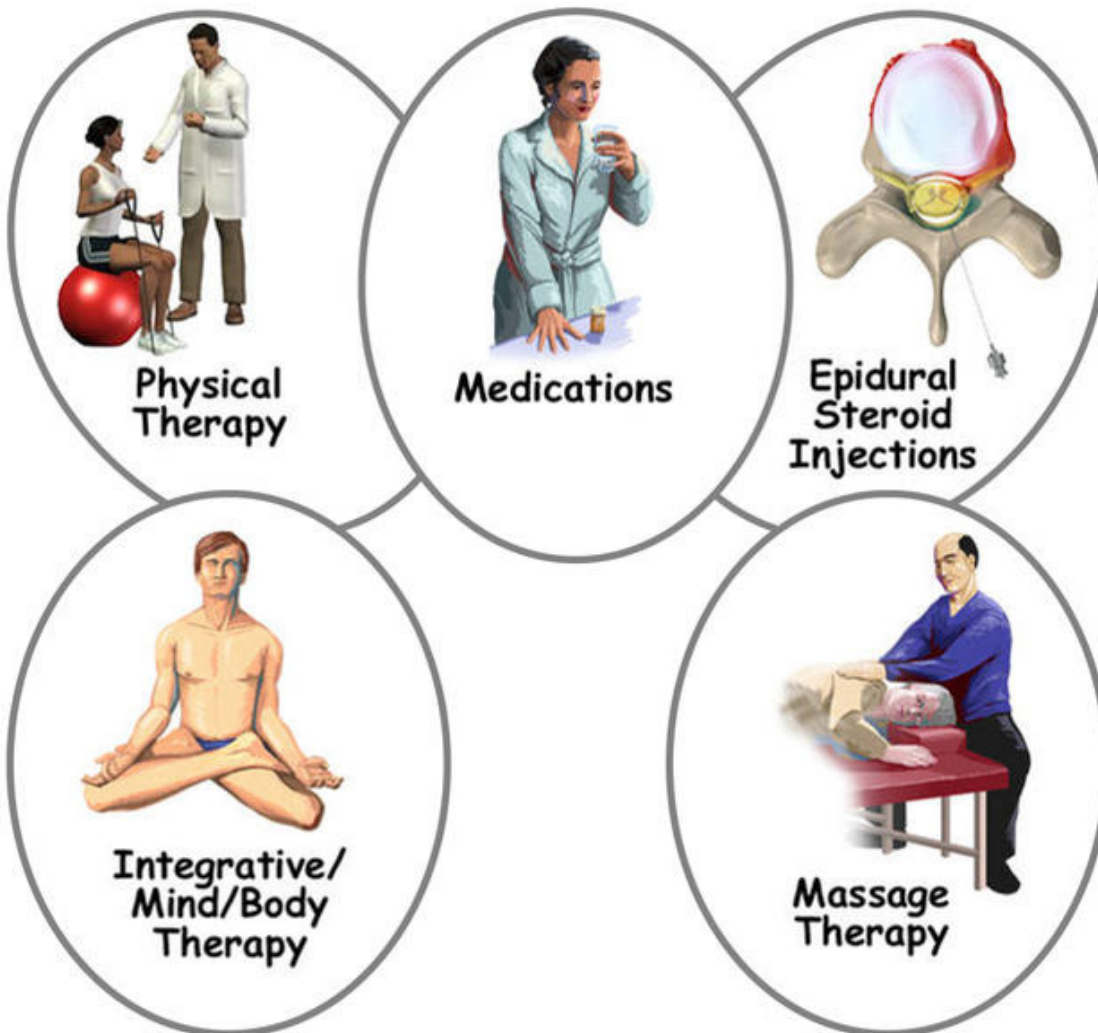 Physical
Therapy
Medications
Epidural
Steroid
Injections
Integrative/
Mind/Body
Therapy
Massage
Therapy